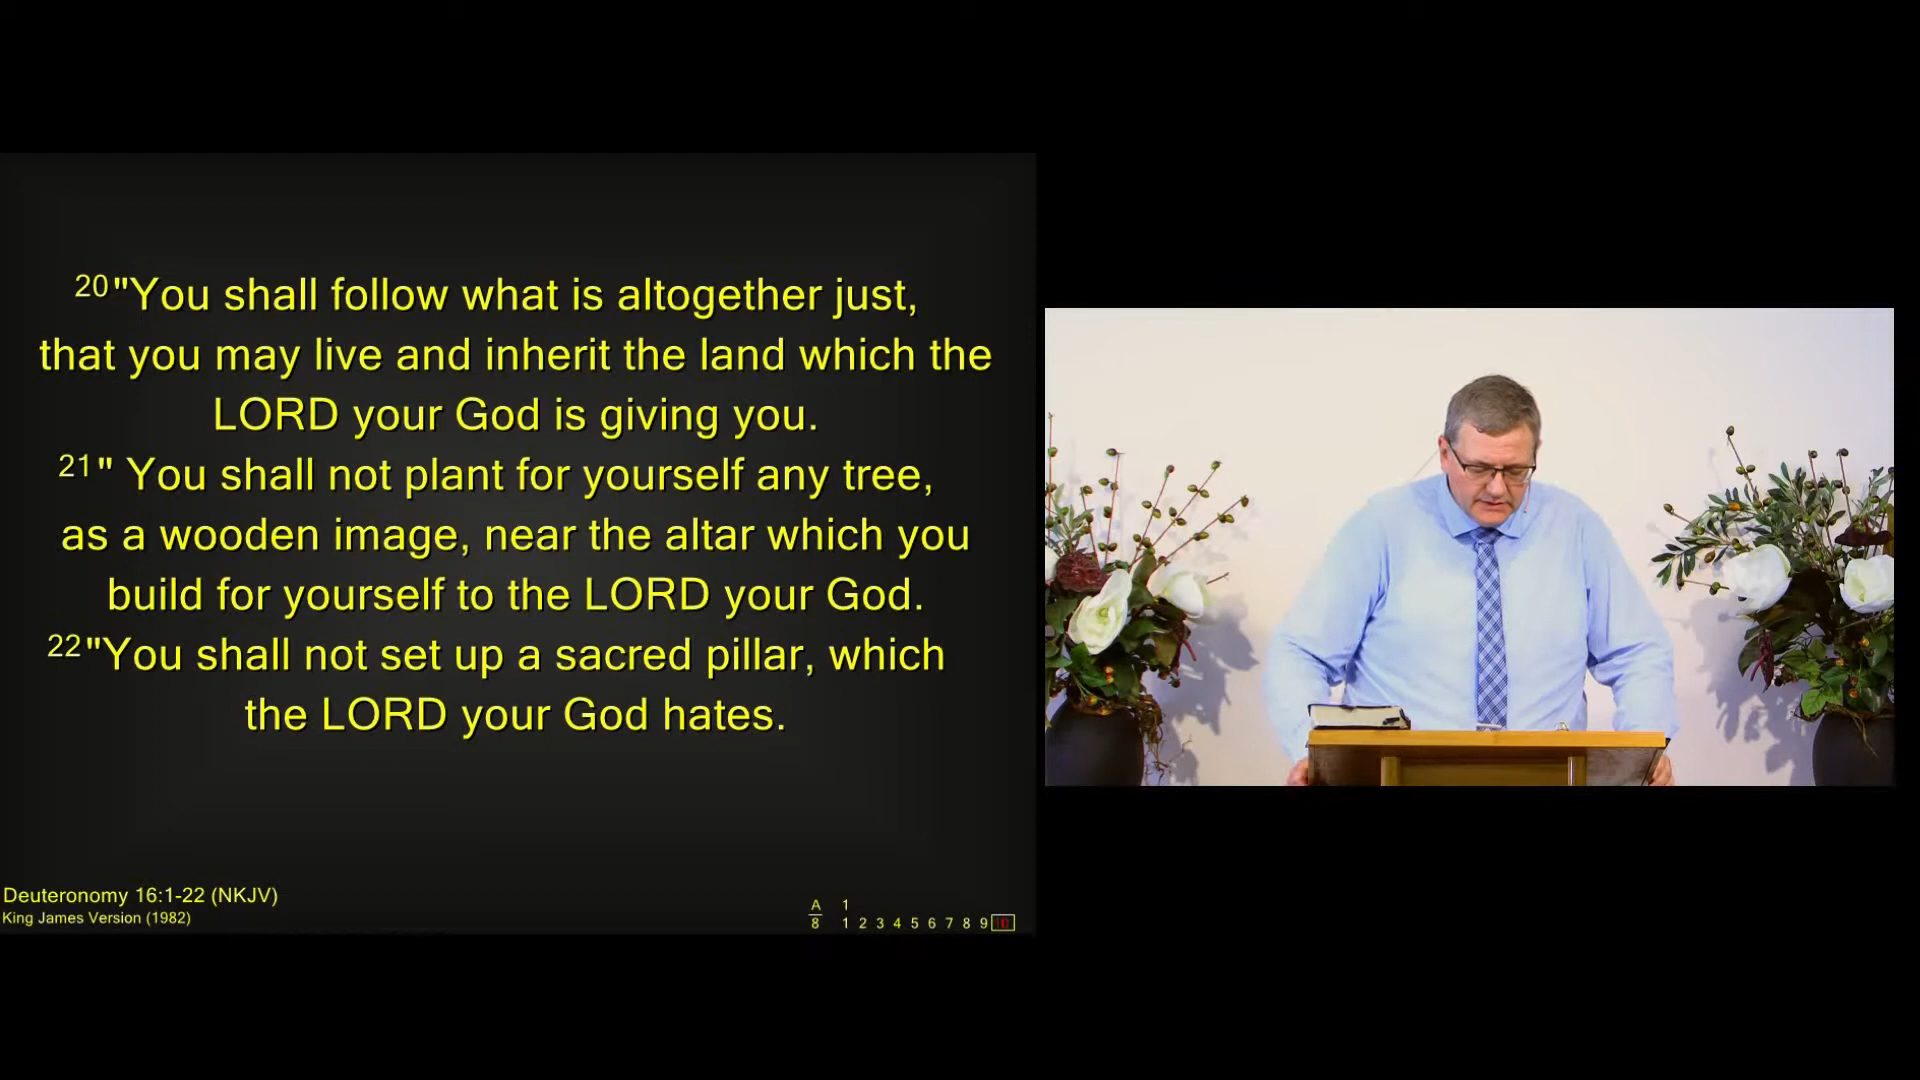 20"You shall follow what is altogether just,
that you may live and inherit the land which the
LORD your God is giving you.
21" You shall not plant for yourself any tree,
as a wooden image, near the altar which you
build for yourself to the LORD your God.
22"You shall not set up a sacred pillar, which
the LORD your God hates.
Deuteronomy 16:1-22 (NKJV)
King James Version (1982)
A 1
8 1 2 3 4 5 6 7 8 9 10